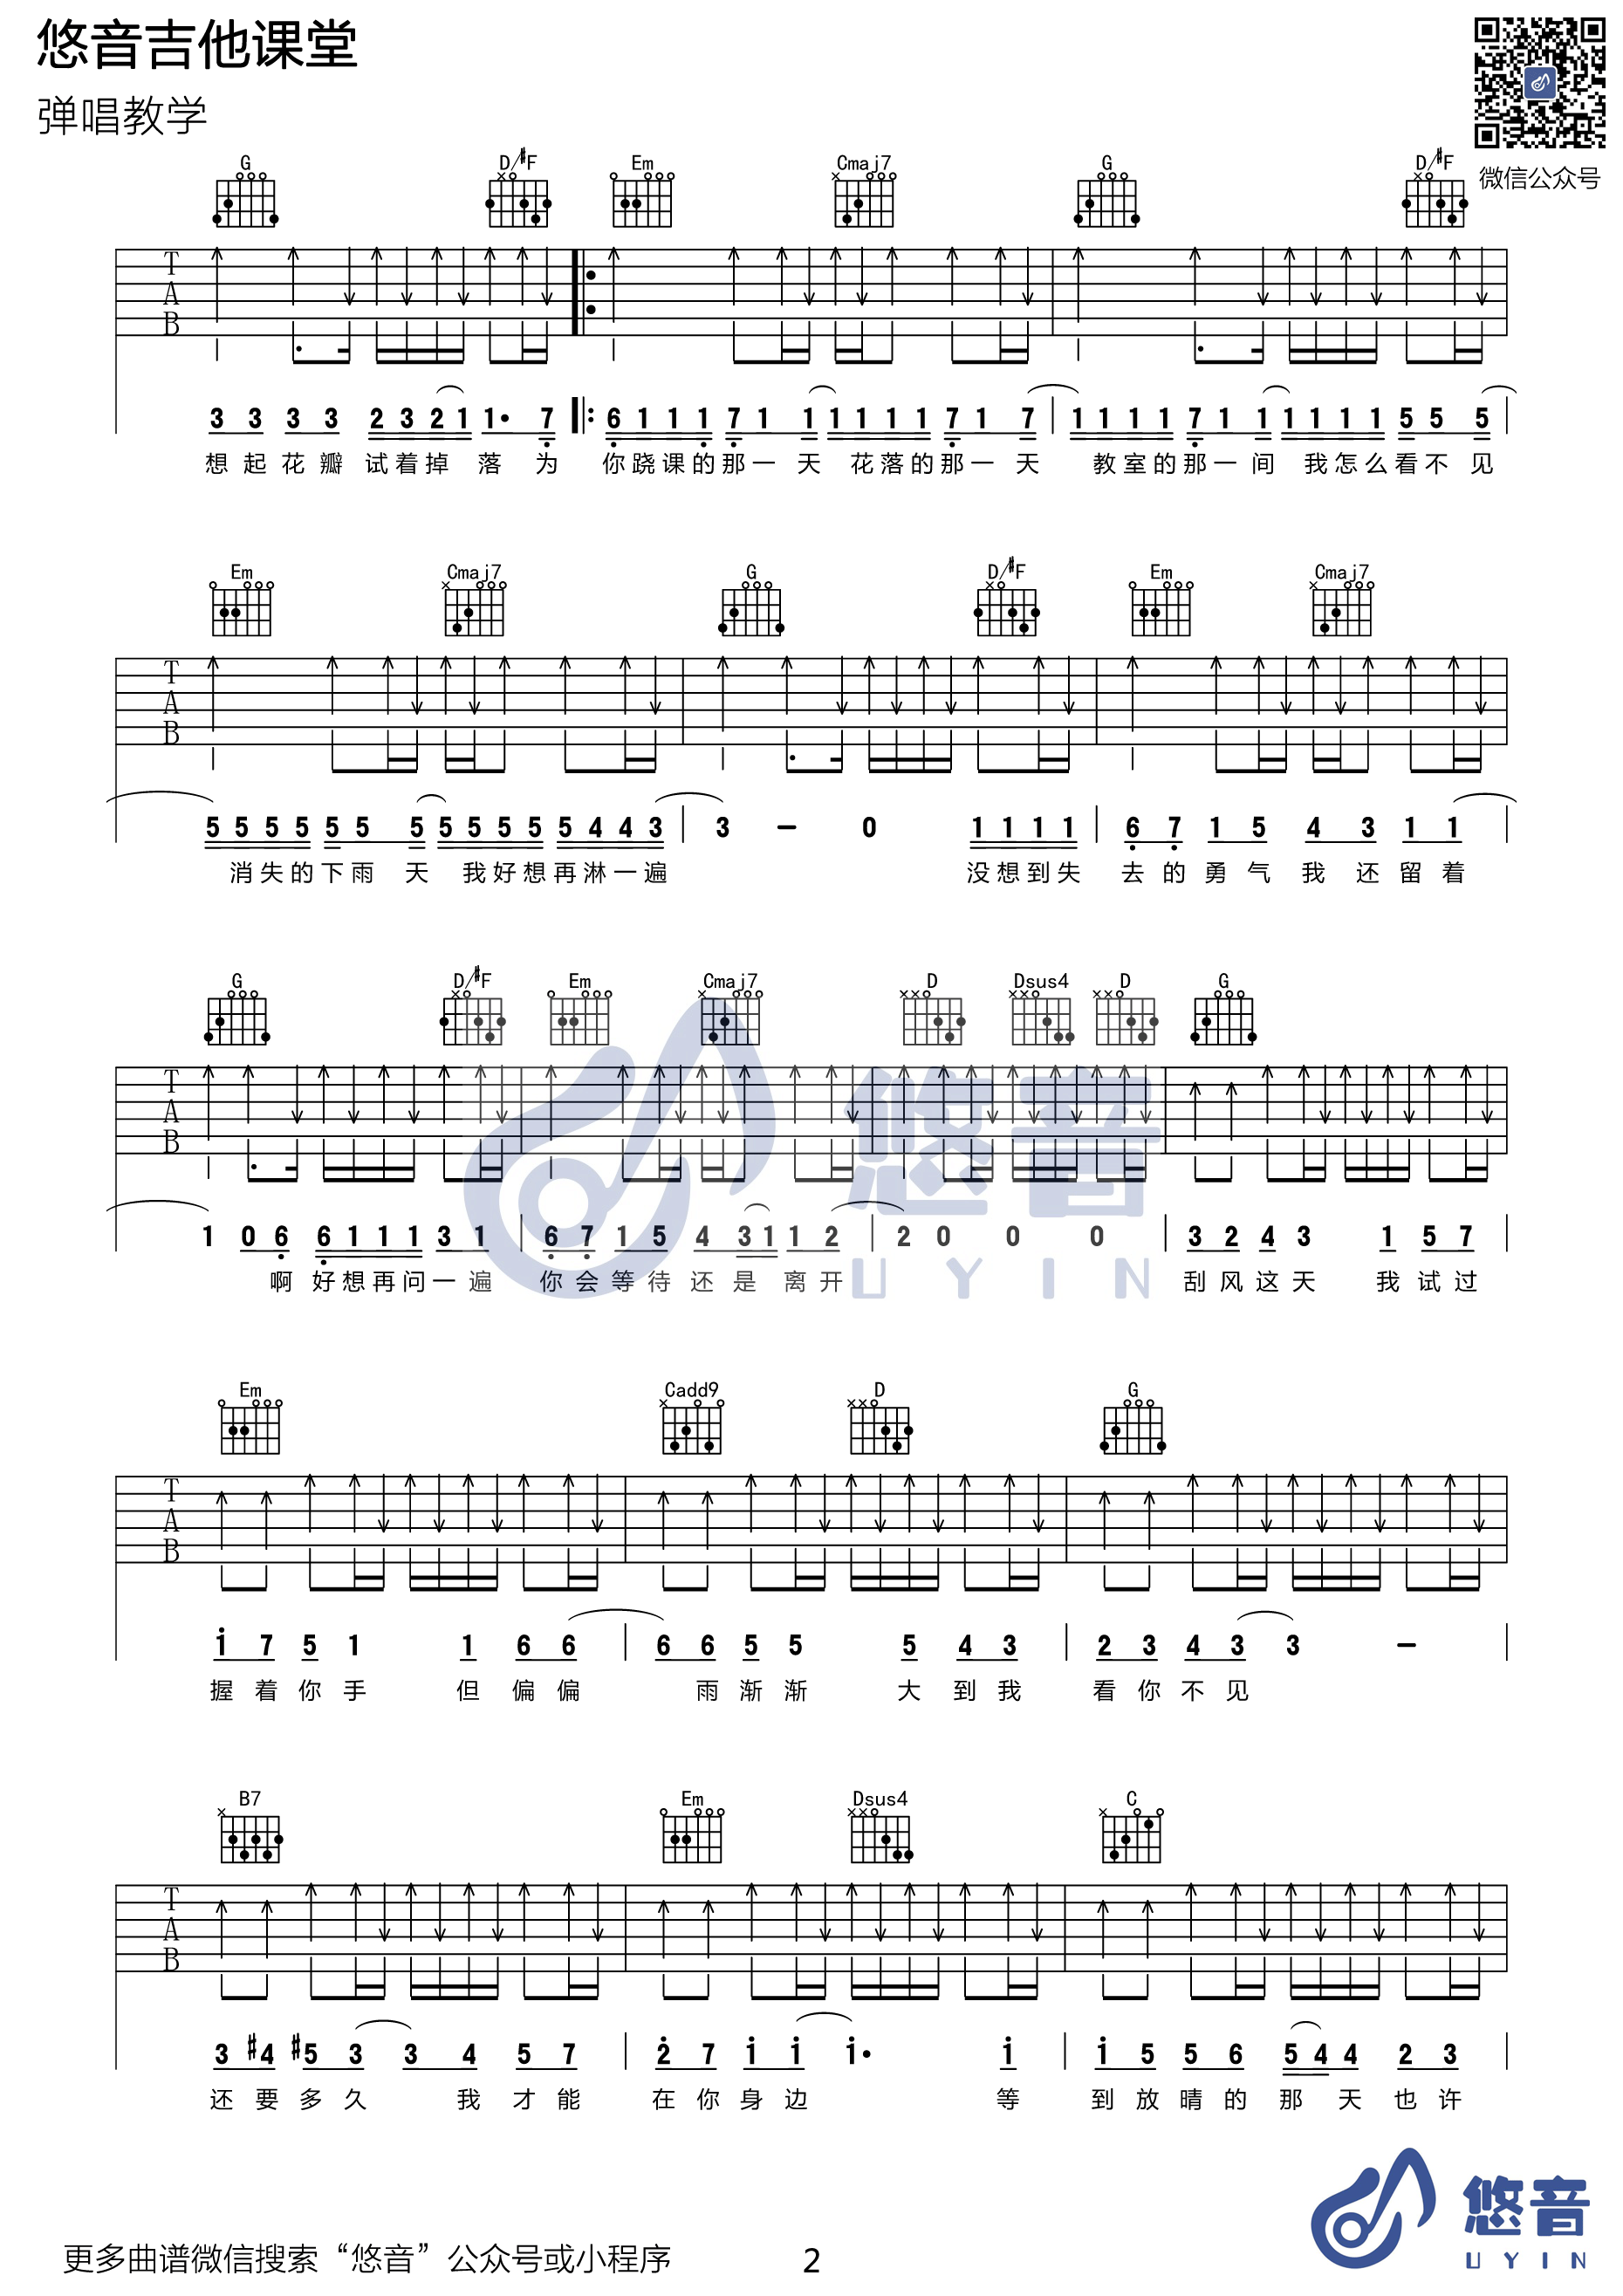 悠音吉他课堂
弹唱教学
微信公众号
G D/#F Em Cmaj7 G D/#F
T
A
B
3 3 3 3 2 3 2 1 1· 7 6 1 1 1 7 1 1 1 1 1 1 7 1 7 1 1 1 1 7 1 1 1 1 1 1 5 5 5
想起花瓣试着掉落为 你跷课的那一天 花落的那一天 教室的那一间 我怎么看不见
Em Cmaj7 G D/#F Em Cmaj7
T
A
B
5 5 5 5 5 5 5 5 5 5 5 5 4 4 3 3 – 0 1 1 1 1 6 7 1 5 4 3 1 1
消失的下雨天 我好想再淋一遍 没想到失去的勇气我还留着
G D/#F Em Cmaj7 D Dsus4 D G
T
A
B
1 0 6 6 1 1 1 3 1 6 7 1 5 4 3 1 1 2 2 0 0 0 3 2 4 3 1 5 7
啊 好想再问一遍 你会等待还是离开 刮风这天 我试过
悠音
UYIN
Em Cadd9 D G
T
A
B
1 7 5 1 1 6 6 6 6 5 5 5 4 3 2 3 4 3 3 –
握着你手 但偏偏 雨渐渐 大到我 看你不见
B7 Em Dsus4 C
T
A
B
3 #4 #5 3 3 4 5 7 2 7 1 1 1· 1 1 5 5 6 5 4 4 2 3
还要多久 我才能 在你身边 等 到放晴的那天也许
更多曲谱微信搜索“悠音”公众号或小程序
2
悠音
UYIN